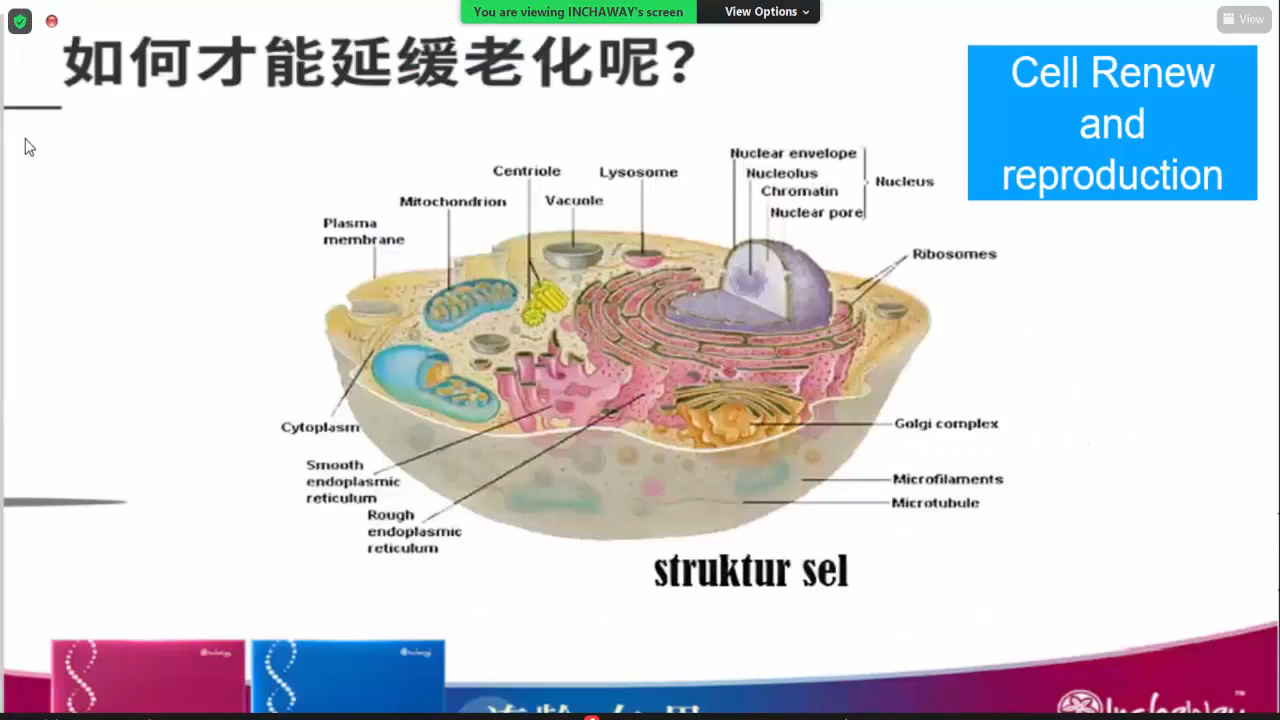 You are viewing INCHAWAY's screen
View Options
View
如何才能延缓老化呢?
Cell Renew
and
reproduction
Nuclear envelope
Nucleolus
Chromatin
Nuclear pore
Nucleus
Centriole
Lysosome
Mitochondrion
Vacuole
Plasma
membrane
Ribosomes
Cytoplasm
Golgi complex
Smooth
endoplasmic
reticulum
Microfilaments
Microtubule
Rough
endoplasmic
reticulum
struktur sel
InchaWay™